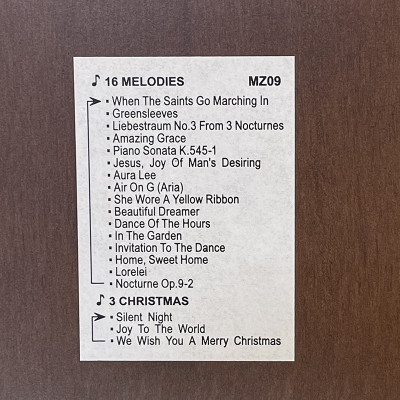 ♪ 16 MELODIES MZ09
• When The Saints Go Marching In
• Greensleeves
• Liebestraum No.3 From 3 Nocturnes
• Amazing Grace
• Piano Sonata K.545-1
• Jesus, Joy Of Man's Desiring
• Aura Lee
• Air On G (Aria)
• She Wore A Yellow Ribbon
• Beautiful Dreamer
• Dance Of The Hours
• In The Garden
• Invitation To The Dance
• Home, Sweet Home
• Lorelei
• Nocturne Op.9-2
♪ 3 CHRISTMAS
• Silent Night
• Joy To The World
• We Wish You A Merry Christmas